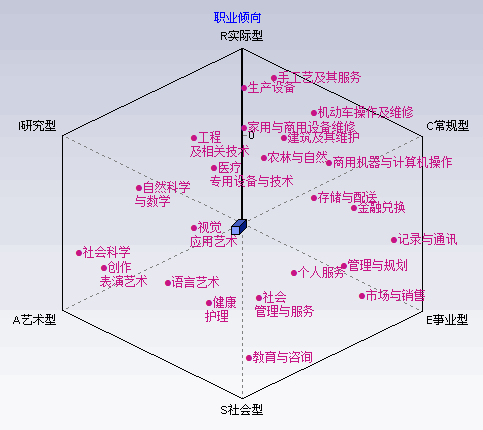 职业倾向
R实际型
手工艺及其服务
生产设备
机动车操作及维修
I研究型
C常规型
家用与商用设备维修
0
工程
及相关技术
建筑及其维护
农林与自然
商用机器与计算机操作
医疗
专用设备与技术
自然科学
与数学
存储与配送
金融兑换
视觉
应用艺术
记录与通讯
社会科学
创作
表演艺术
管理与规划
个人服务
语言艺术
市场与销售
健康
护理
社会
管理与服务
A艺术型
E事业型
教育与咨询
S社会型